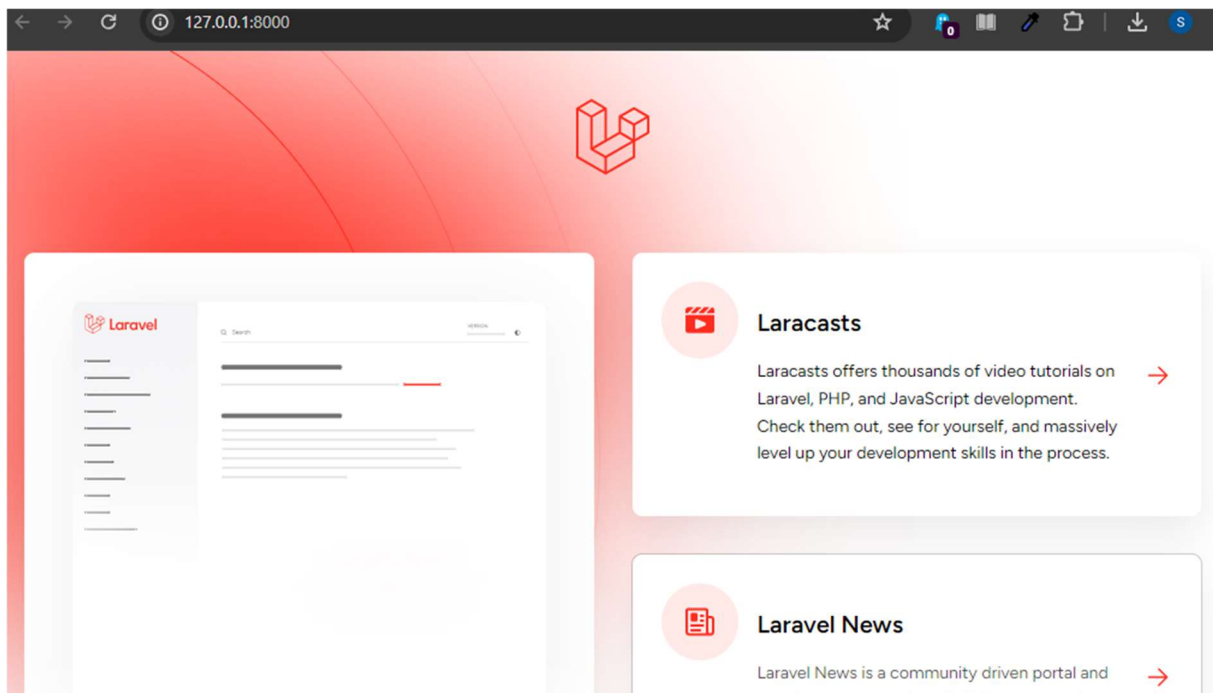 127.0.0.1:8000
0
S
Laravel
Search
VERSION
Laracasts
Laracasts offers thousands of video tutorials on
Laravel, PHP, and JavaScript development.
Check them out, see for yourself, and massively
level up your development skills in the process.
Laravel News
Laravel News is a community driven portal and